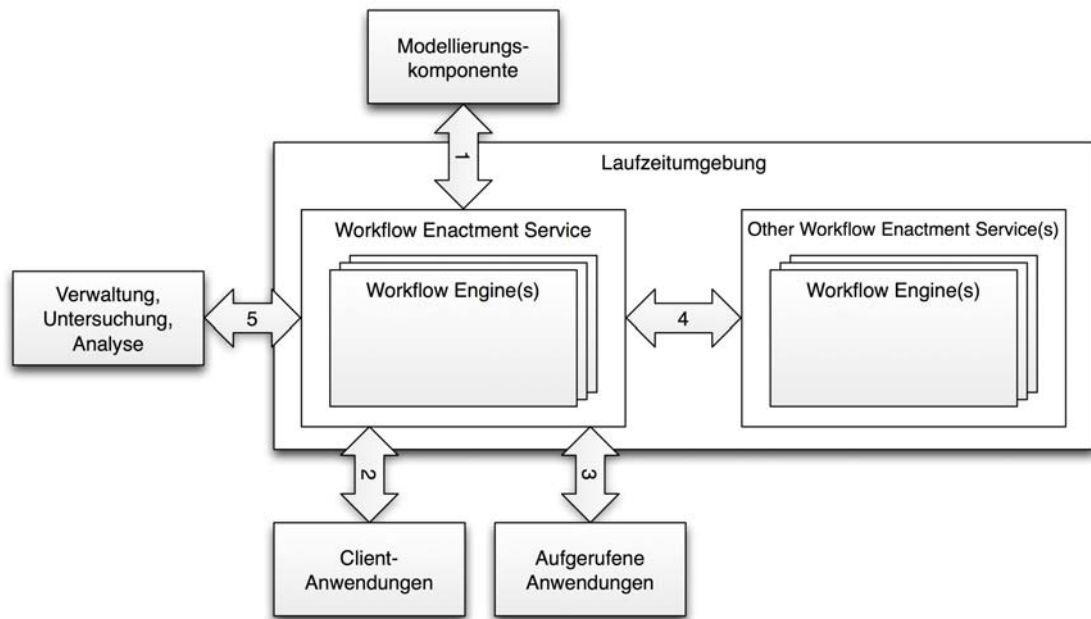 Modellierungs-
komponente
1
Laufzeitumgebung
Workflow Enactment Service
Other Workflow Enactment Service(s)
Workflow Engine(s)
Workflow Engine(s)
Verwaltung,
Untersuchung,
Analyse
5
4
2
3
Client-
Anwendungen
Aufgerufene
Anwendungen